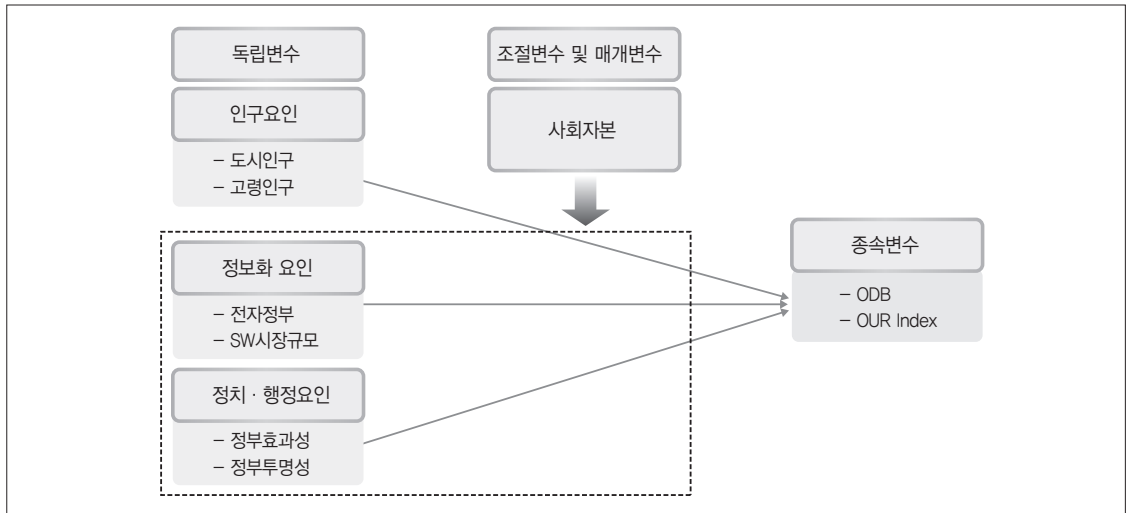 독립변수
조절변수 및 매개변수
인구요인
- 도시인구
- 고령인구
사회자본
정보화 요인
- 전자정부
- SW시장규모
정치 · 행정요인
- 정부효과성
- 정부투명성
종속변수
- ODB
- OUR Index